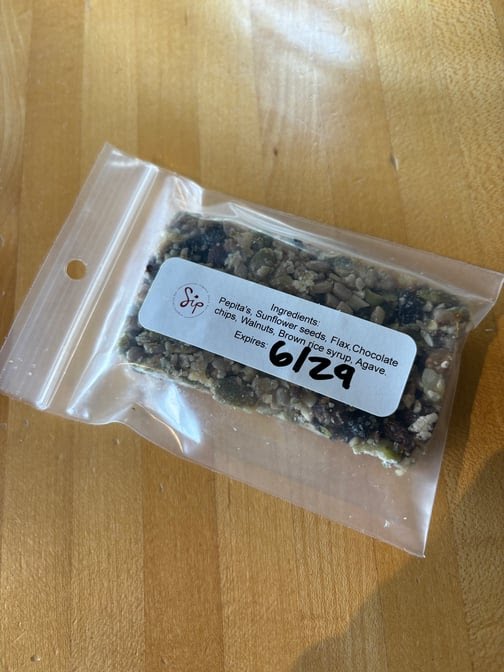 Sip
Ingredients:
Pepita's, Sunflower seeds, Flax,Chocolate
chips, Walnuts, Brown rice syrup, Agave.
Expires: 6/29